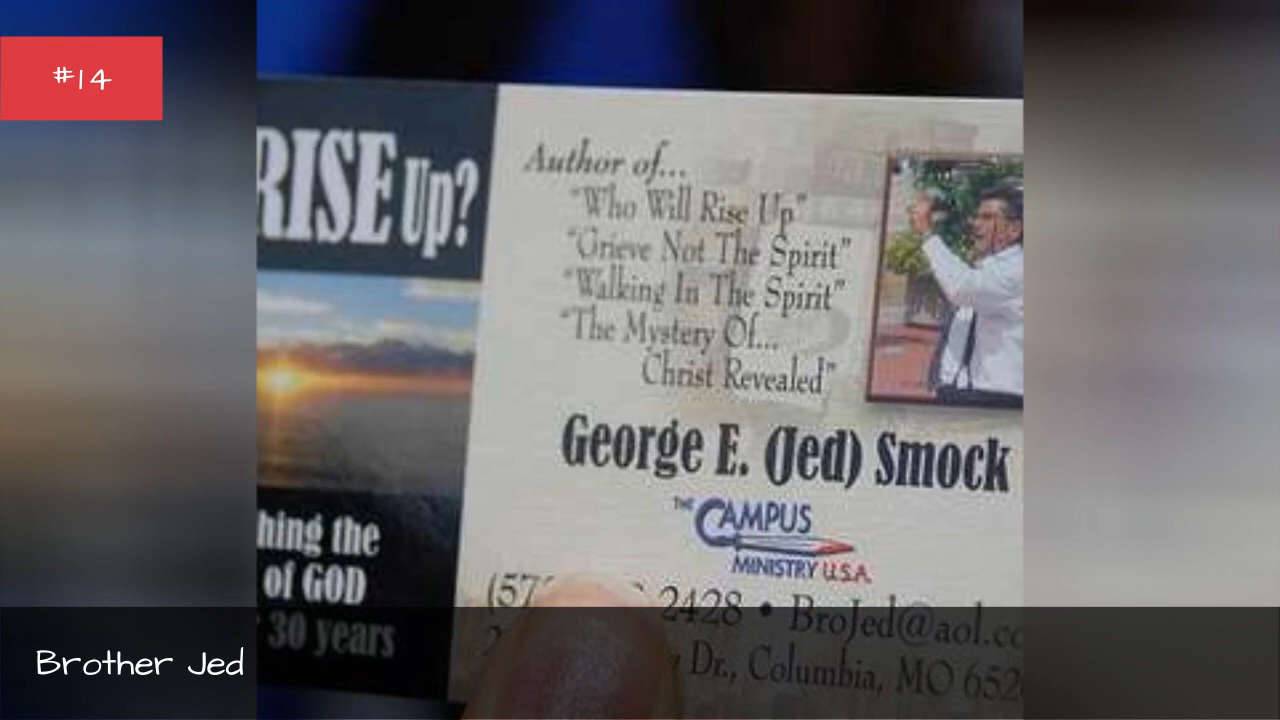 #14
RISE Up?
hing the
of GOD
30 years
Author of...
"Who Will Rise Up"
"Grieve Not The Spirit"
"Walking In The Spirit"
"The Mystery Of...
Christ Revealed"
George E. (Jed) Smock
THE CAMPUS
MINISTRY U.S.A.
(57 2428 • BroJed@aol.co
Dr., Columbia, MO 652
Brother Jed